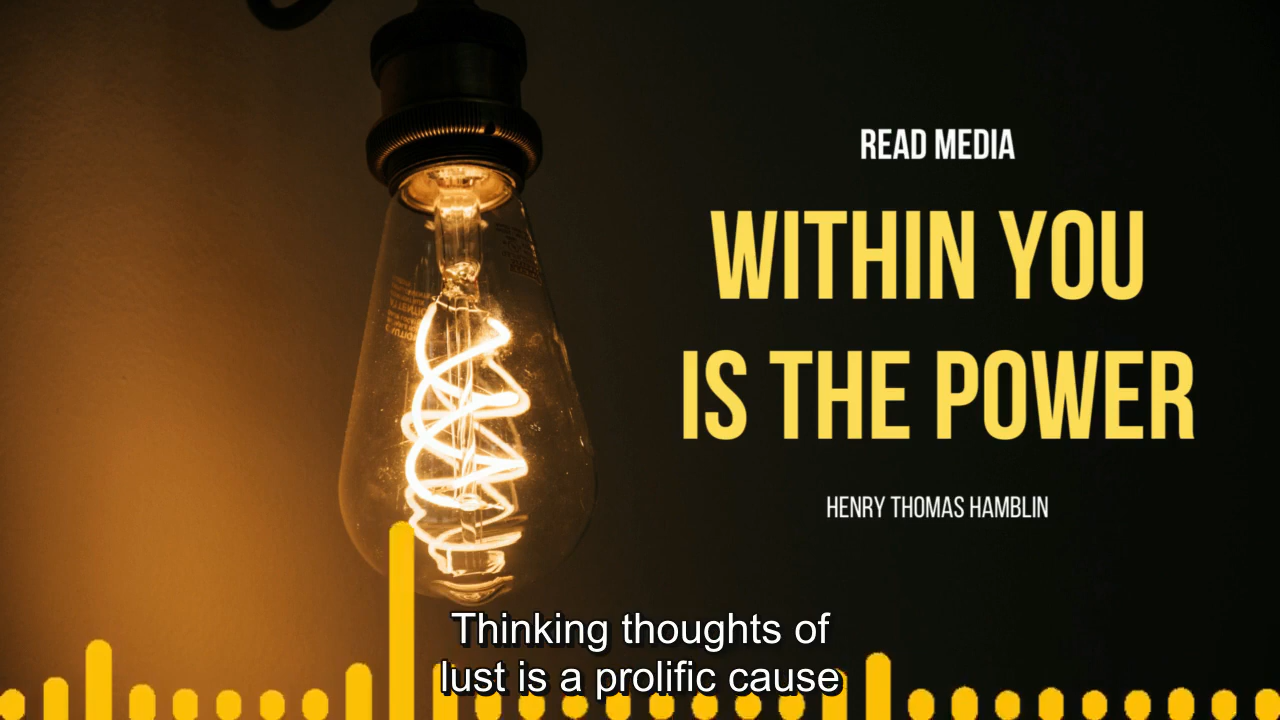 READ MEDIA
WITHIN YOU
IS THE POWER
HENRY THOMAS HAMBLIN
Thinking thoughts of
lust is a prolific cause